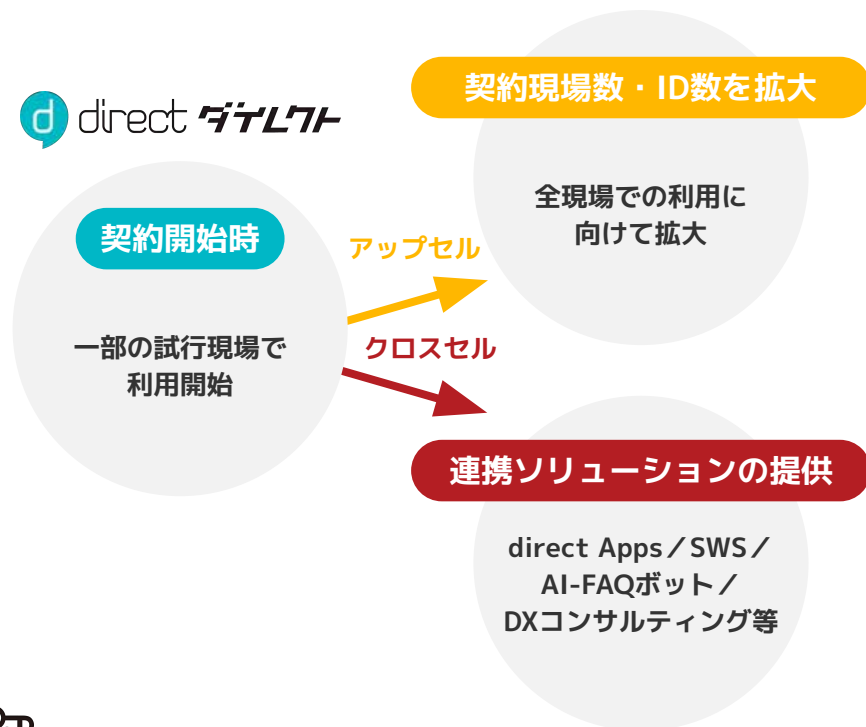 direct ダイレクト
契約開始時
一部の試行現場で
利用開始
アップセル
契約現場数・ID数を拡大
全現場での利用に
向けて拡大
クロスセル
連携ソリューションの提供
direct Apps／SWS／
AI-FAQボット／
DXコンサルティング等